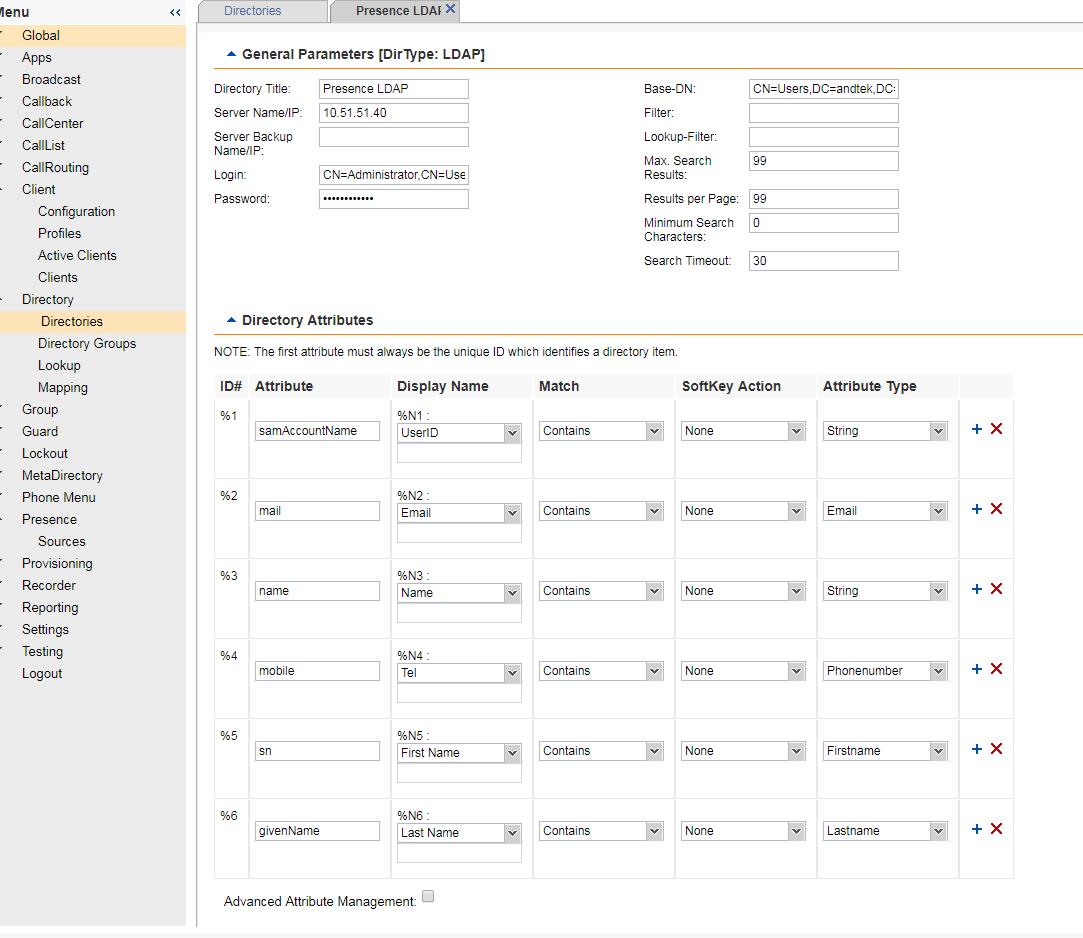 Menu
Global
Apps
Broadcast
Callback
CallCenter
CallList
CallRouting
Client
Configuration
Profiles
Active Clients
Clients
Directory
Directories
Directory Groups
Lookup
Mapping
Group
Guard
Lockout
MetaDirectory
Phone Menu
Presence
Sources
Provisioning
Recorder
Reporting
Settings
Testing
Logout
Directories
Presence LDAP
General Parameters [DirType: LDAP]
Directory Title: Presence LDAP
Server Name/IP: 10.51.51.40
Server Backup
Name/IP:
Login: CN=Administrator,CN=Use
Password: ••••••••••••
Base-DN: CN=Users,DC=andtek,DC=
Filter:
Lookup-Filter:
Max. Search
Results: 99
Results per Page: 99
Minimum Search
Characters: 0
Search Timeout: 30
Directory Attributes
NOTE: The first attribute must always be the unique ID which identifies a directory item.
ID# Attribute Display Name Match SoftKey Action Attribute Type
%1 samAccountName %N1 : UserID Contains None String
%2 mail %N2 : Email Contains None Email
%3 name %N3 : Name Contains None String
%4 mobile %N4 : Tel Contains None Phonenumber
%5 sn %N5 : First Name Contains None Firstname
%6 givenName %N6 : Last Name Contains None Lastname
Advanced Attribute Management: